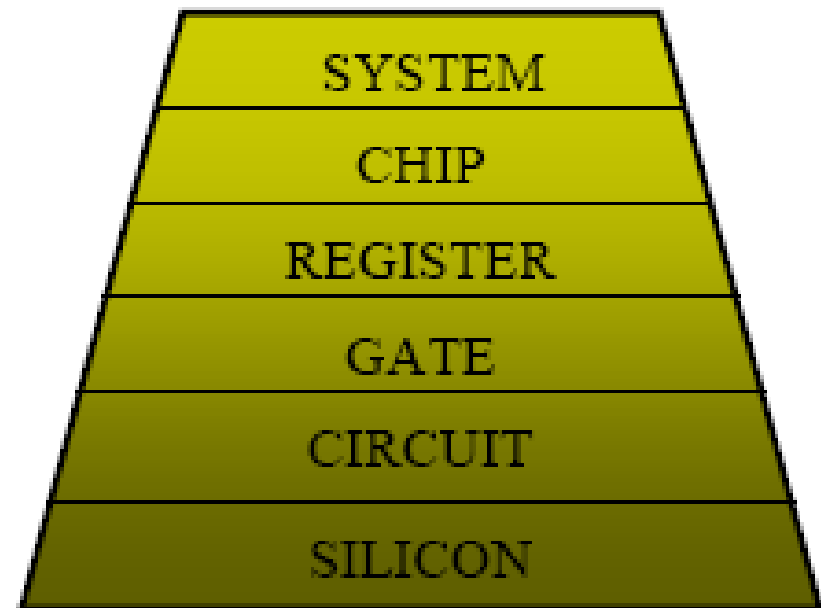 SYSTEM
CHIP
REGISTER
GATE
CIRCUIT
SILICON